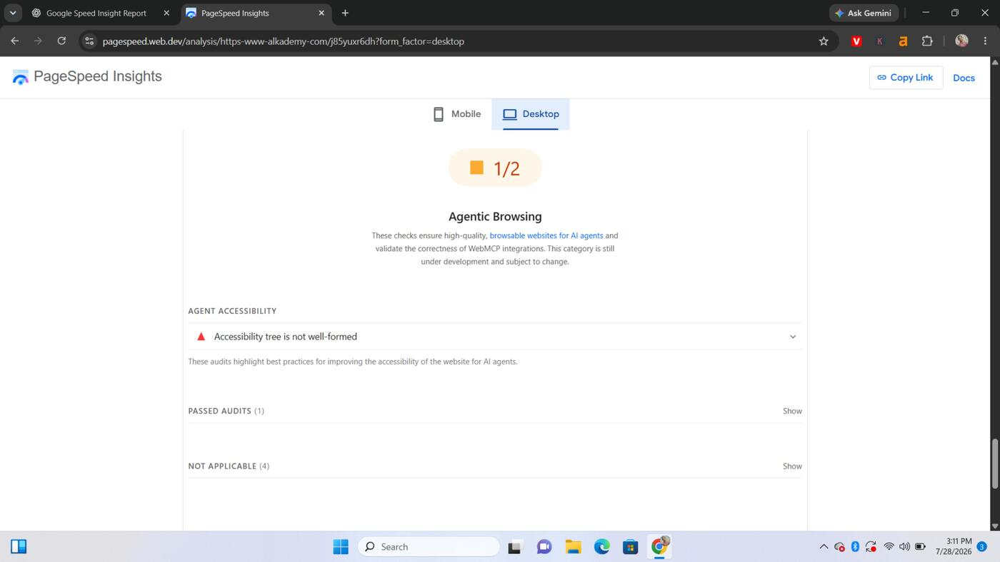 Google Speed Insight Report
PageSpeed Insights
Ask Gemini
pagespeed.web.dev/analysis/https-www-alkademy-com/j85yuxr6dh?form_factor=desktop
PageSpeed Insights
Copy Link
Docs
Mobile
Desktop
1/2
Agentic Browsing
These checks ensure high-quality, browsable websites for AI agents and
validate the correctness of WebMCP integrations. This category is still
under development and subject to change.
AGENT ACCESSIBILITY
Accessibility tree is not well-formed
These audits highlight best practices for improving the accessibility of the website for AI agents.
PASSED AUDITS (1)
Show
NOT APPLICABLE (4)
Show
Search
3:11 PM
7/28/2026
3